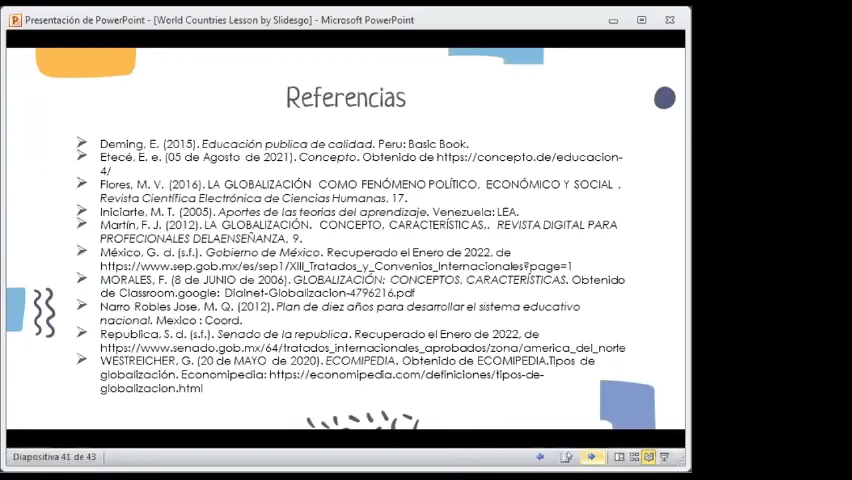 Presentación de PowerPoint - [World Countries Lesson by Slidesgo] - Microsoft PowerPoint
Referencias
Deming, E. (2015). Educación publica de calidad. Peru: Basic Book.
Etecé, E. e. (05 de Agosto de 2021). Concepto. Obtenido de https://concepto.de/educacion-
4/
Flores, M. V. (2016). LA GLOBALIZACIÓN COMO FENÓMENO POLÍTICO, ECONÓMICO Y SOCIAL .
Revista Científica Electrónica de Ciencias Humanas, 17.
Iniciarte, M. T. (2005). Aportes de las teorias del aprendizaje. Venezuela: LEA.
Martín, F. J. (2012). LA GLOBALIZACIÓN. CONCEPTO, CARACTERÍSTICAS,. REVISTA DIGITAL PARA
PROFECIONALES DELAENSEÑANZA, 9.
México, G. d. (s.f.). Gobierno de México. Recuperado el Enero de 2022, de
https://www.sep.gob.mx/es/sep1/XIII_Tratados_y_Convenios_Internacionales?page=1
MORALES, F. (8 de JUNIO de 2006). GLOBALIZACIÓN: CONCEPTOS, CARACTERÍSTICAS. Obtenido
de Classroom.google: Dialnet-Globalizacion-4796216.pdf
Narro Robles Jose, M. Q. (2012). Plan de diez años para desarrollar el sistema educativo
nacional. Mexico : Coord.
Republica, S. d. (s.f.). Senado de la republica. Recuperado el Enero de 2022, de
https://www.senado.gob.mx/64/tratados_internacionales_aprobados/zona/america_del_norte
WESTREICHER, G. (20 de MAYO de 2020). ECOMIPEDIA. Obtenido de ECOMIPEDIA.Tipos de
globalización. Economipedia: https://economipedia.com/definiciones/tipos-de-
globalizacion.html
Diapositiva 41 de 43